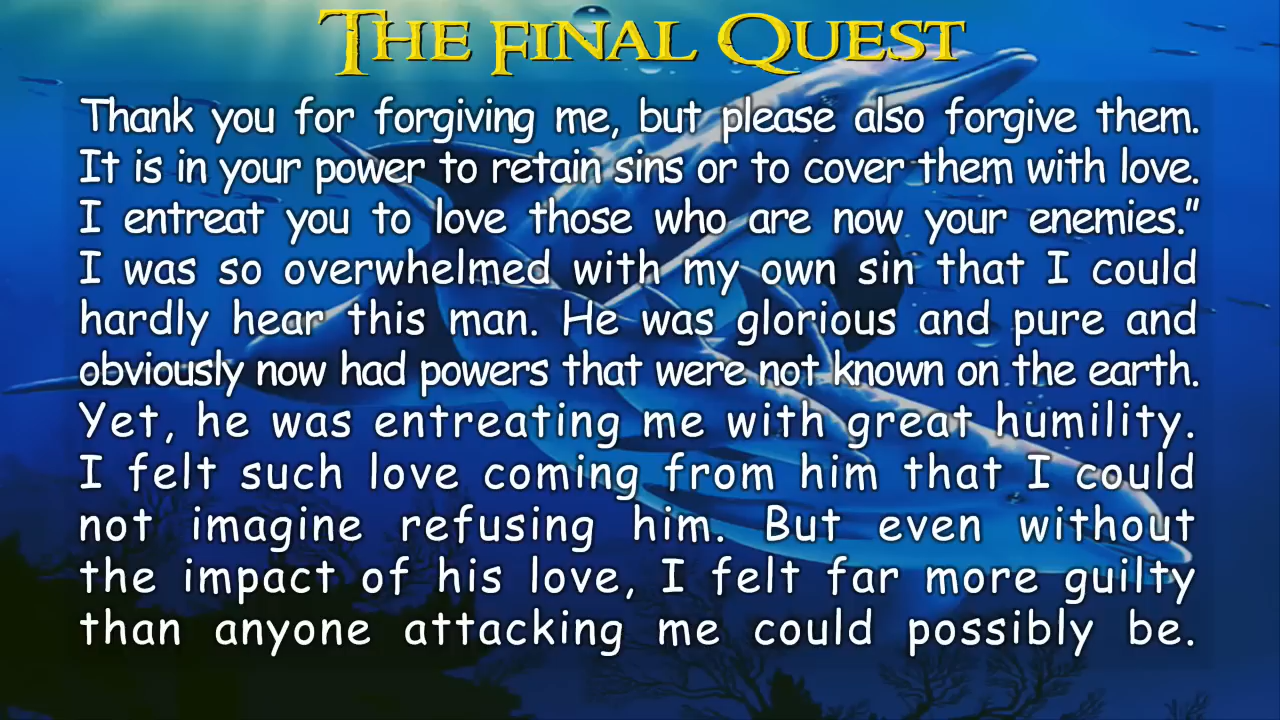 THE FINAL QUEST
Thank you for forgiving me, but please also forgive them.
It is in your power to retain sins or to cover them with love.
I entreat you to love those who are now your enemies.”
I was so overwhelmed with my own sin that I could
hardly hear this man. He was glorious and pure and
obviously now had powers that were not known on the earth.
Yet, he was entreating me with great humility.
I felt such love coming from him that I could
not imagine refusing him. But even without
the impact of his love, I felt far more guilty
than anyone attacking me could possibly be.